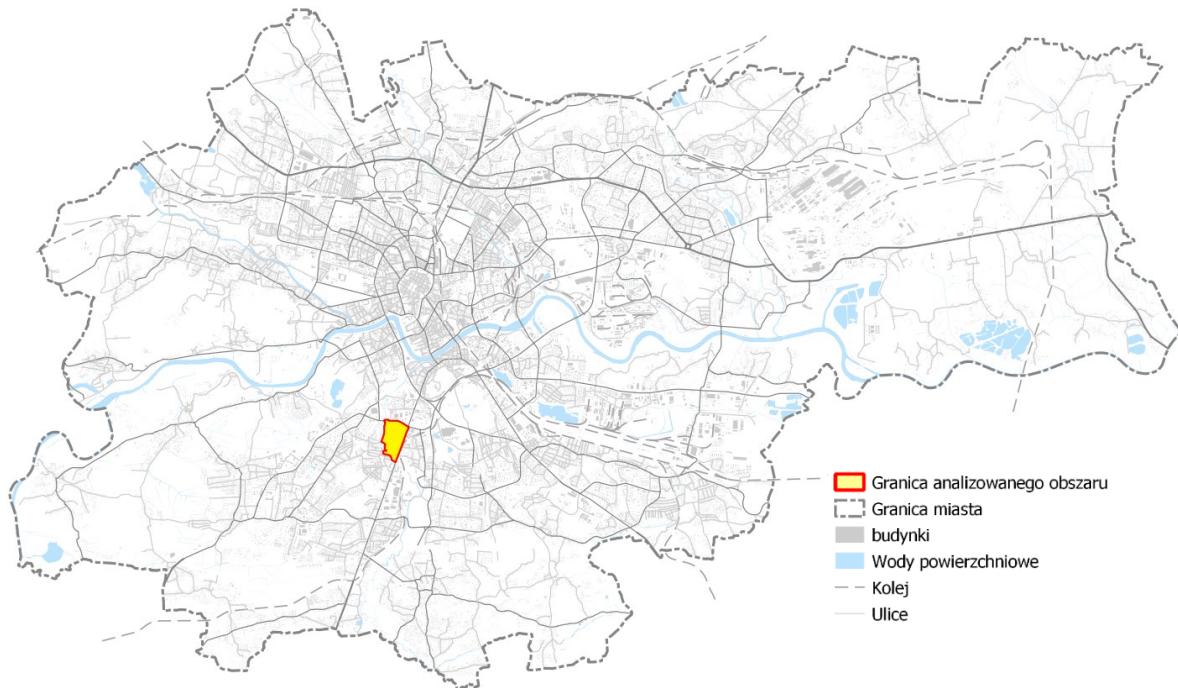 Granica analizowanego obszaru
Granica miasta
budynki
Wody powierzchniowe
Kolej
Ulice